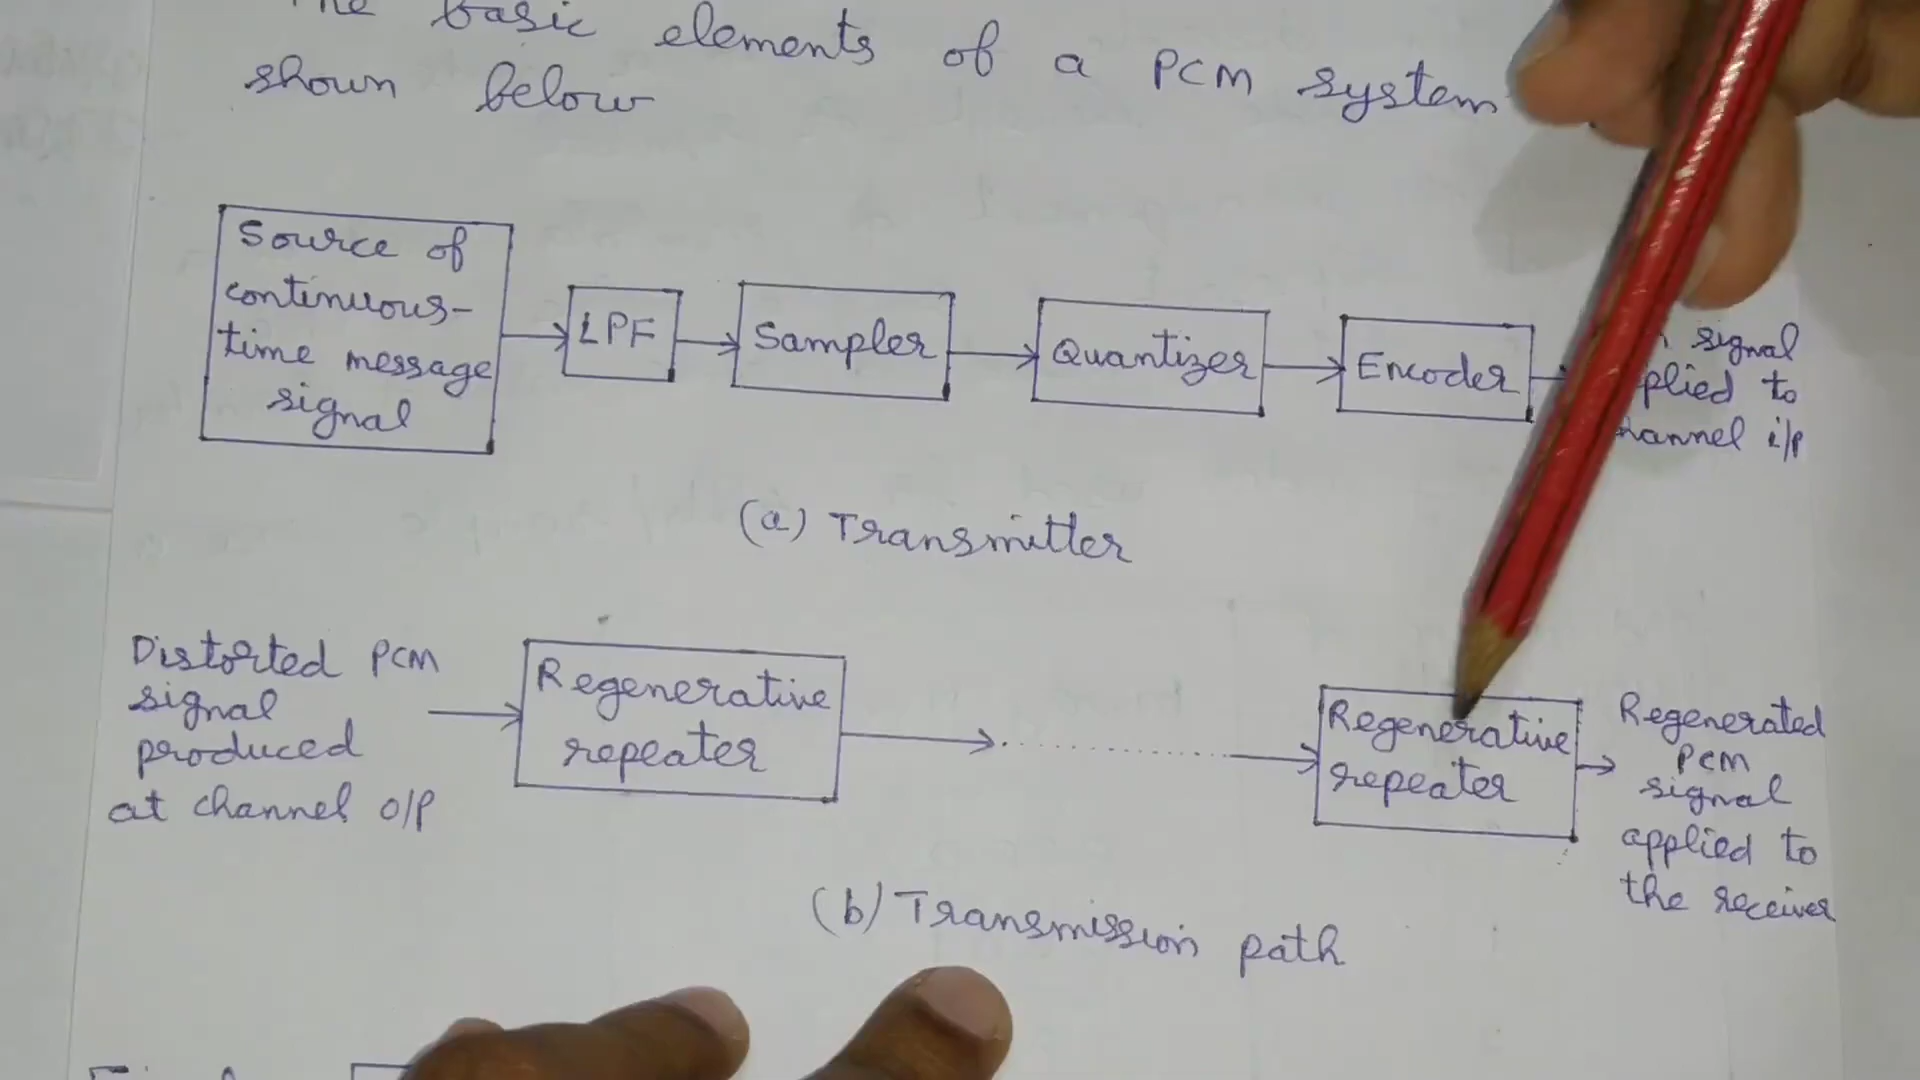 The basic elements of a PCM system
shown below
Source of
continuous-
time message
signal
LPF
Sampler
Quantizer
Encoder
signal
plied to
hannel i/p
(a) Transmitter
Distorted PCM
signal
produced
at channel o/p
Regenerative
repeater
Regenerative
repeater
Regenerated
PCM
signal
applied to
the receiver
(b) Transmission path